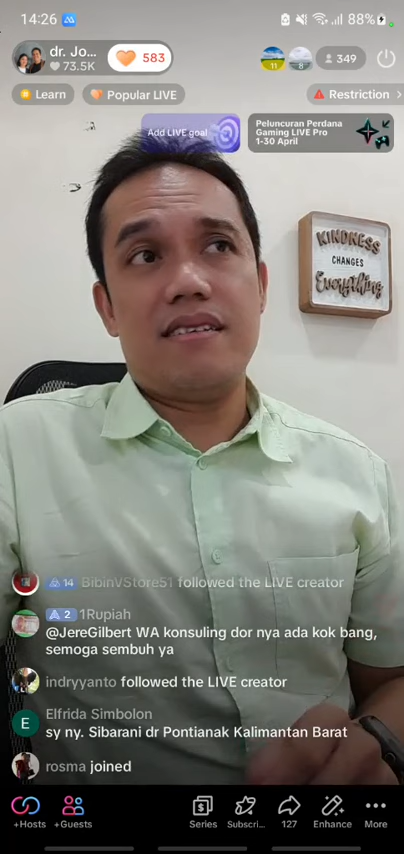 14:26
88%
dr. Jo...
73.5K
583
11
8
349
Learn
Popular LIVE
Restriction
Add LIVE goal
Peluncuran Perdana
Gaming LIVE Pro
1-30 April
KINDNESS
CHANGES
Everything
14 BibinVStore51 followed the LIVE creator
2 1Rupiah
@JereGilbert WA konsuling dor nya ada kok bang,
semoga sembuh ya
indryyanto followed the LIVE creator
E
Elfrida Simbolon
sy ny. Sibarani dr Pontianak Kalimantan Barat
rosma joined
+Hosts
+Guests
Series
Subscri...
127
Enhance
More